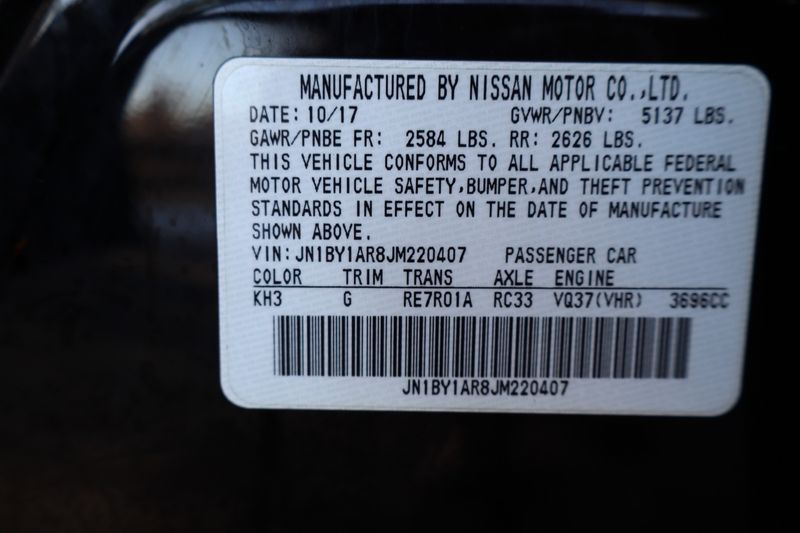 MANUFACTURED BY NISSAN MOTOR CO.,LTD.
DATE: 10/17 GVWR/PNBV: 5137 LBS.
GAWR/PNBE FR: 2584 LBS. RR: 2626 LBS.
THIS VEHICLE CONFORMS TO ALL APPLICABLE FEDERAL
MOTOR VEHICLE SAFETY,BUMPER,AND THEFT PREVENTION
STANDARDS IN EFFECT ON THE DATE OF MANUFACTURE
SHOWN ABOVE.
VIN:JN1BY1AR8JM220407 PASSENGER CAR
COLOR TRIM TRANS AXLE ENGINE
KH3 G RE7R01A RC33 VQ37(VHR) 3696CC
JN1BY1AR8JM220407